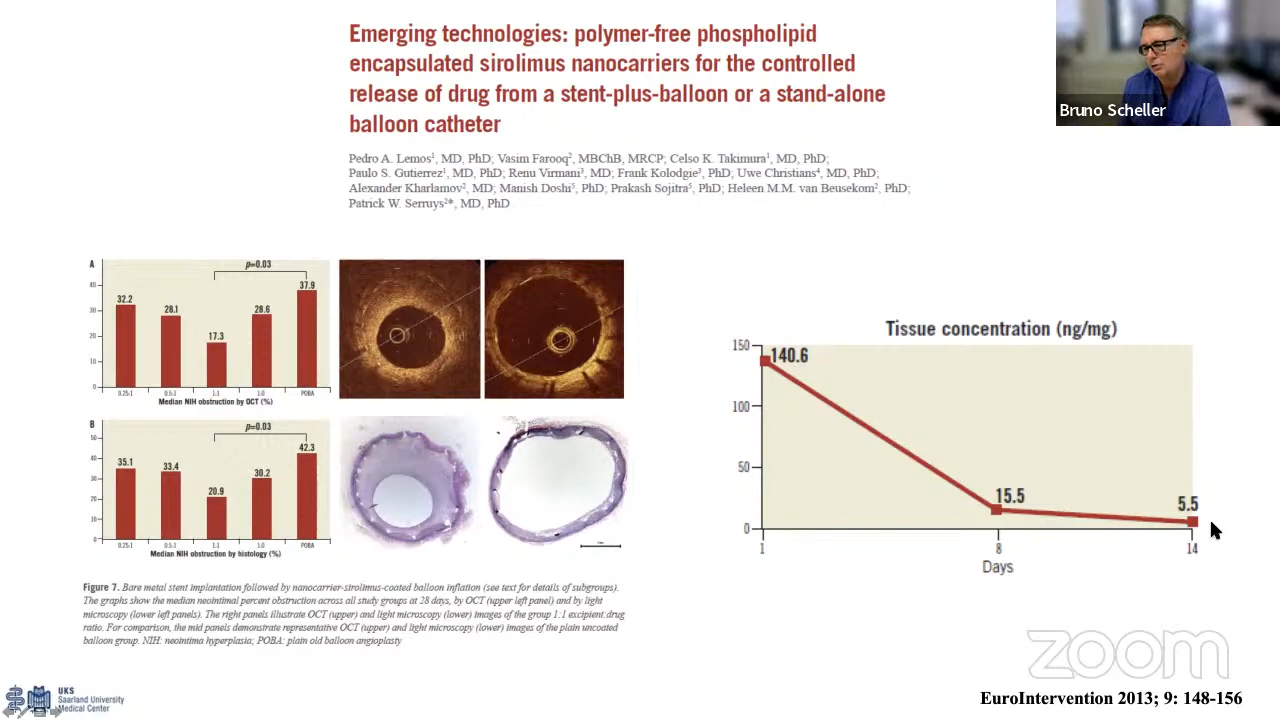 Emerging technologies: polymer-free phospholipid
encapsulated sirolimus nanocarriers for the controlled
release of drug from a stent-plus-balloon or a stand-alone
balloon catheter
Pedro A. Lemos¹, MD, PhD; Vasim Farooq², MBChB, MRCP; Celso K. Takimura¹, MD, PhD;
Paulo S. Gutierrez¹, MD, PhD; Renu Virmani³, MD; Frank Kolodgie³, PhD; Uwe Christians⁴, MD, PhD;
Alexander Kharlamov², MD; Manish Doshi⁵, PhD; Prakash Sojitra⁵, PhD; Heleen M.M. van Beusekom², PhD;
Patrick W. Serruys²*, MD, PhD
Bruno Scheller
A
p=0.03
40
30
20
10
0
32.2
28.1
17.3
28.6
37.9
0.25:1
0.5:1
1:1
1:0
POBA
Median NIH obstruction by OCT (%)
B
p=0.03
50
40
30
20
10
0
35.1
33.4
20.9
30.2
42.3
0.25:1
0.5:1
1:1
1:0
POBA
Median NIH obstruction by histology (%)
Tissue concentration (ng/mg)
150
100
50
0
140.6
15.5
5.5
1
8
14
Days
Figure 7. Bare metal stent implantation followed by nanocarrier-sirolimus-coated balloon inflation (see text for details of subgroups).
The graphs show the median neointimal percent obstruction across all study groups at 28 days, by OCT (upper left panel) and by light
microscopy (lower left panels). The right panels illustrate OCT (upper) and light microscopy (lower) images of the group 1:1 excipient:drug
ratio. For comparison, the mid panels demonstrate representative OCT (upper) and light microscopy (lower) images of the plain uncoated
balloon group. NIH: neointima hyperplasia; POBA: plain old balloon angioplasty
zoom
UKS
Saarland University
Medical Center
EuroIntervention 2013; 9: 148-156